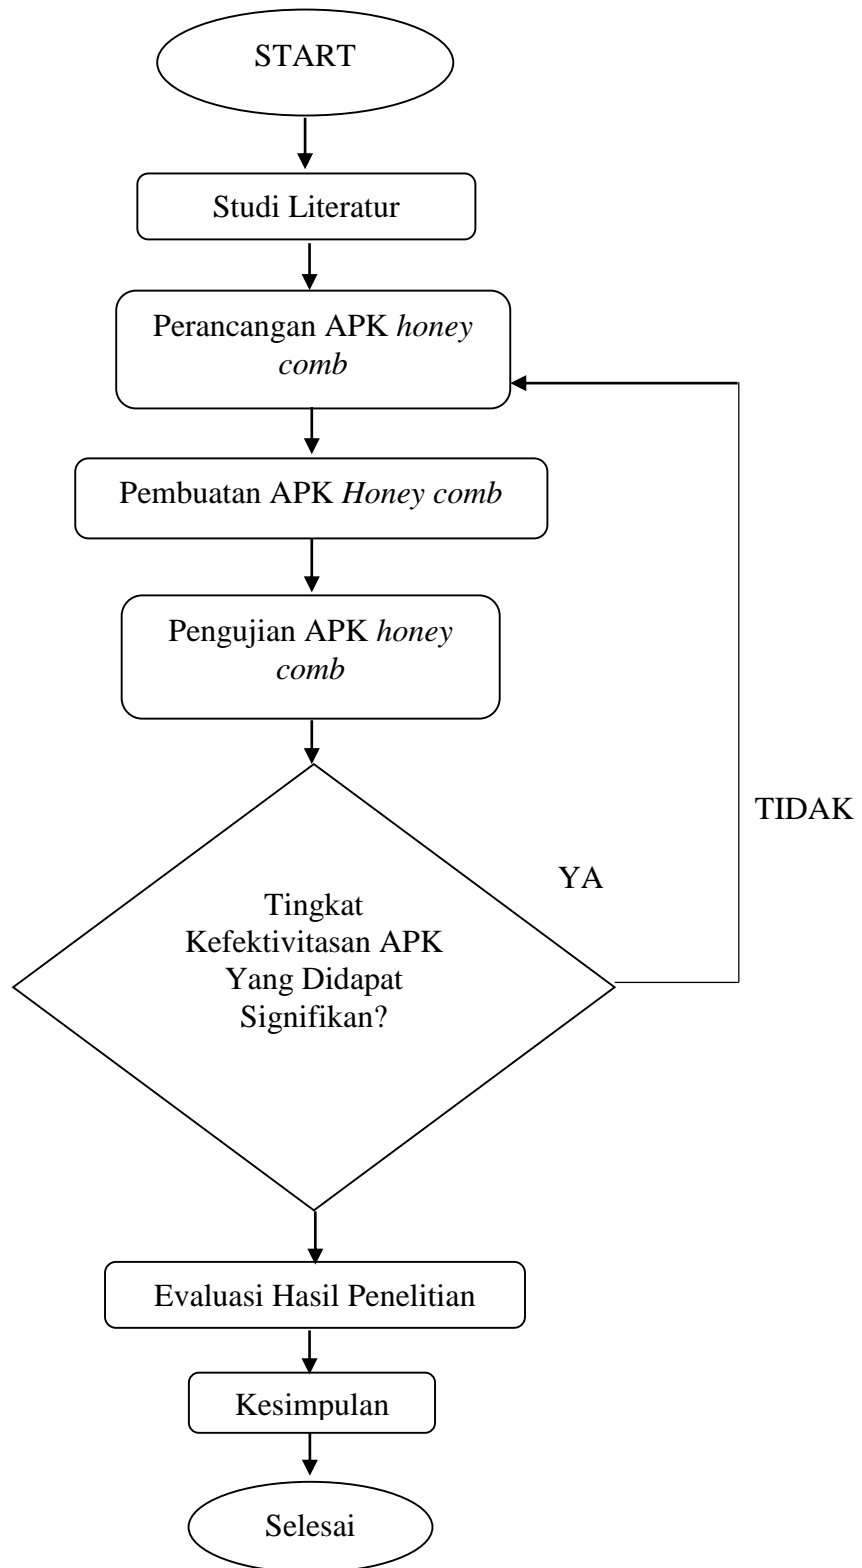 START
Studi Literatur
Perancangan APK honey
comb
Pembuatan APK Honey comb
Pengujian APK honey
comb
TIDAK
YA
Tingkat
Kefektivitasan APK
Yang Didapat
Signifikan?
Evaluasi Hasil Penelitian
Kesimpulan
Selesai